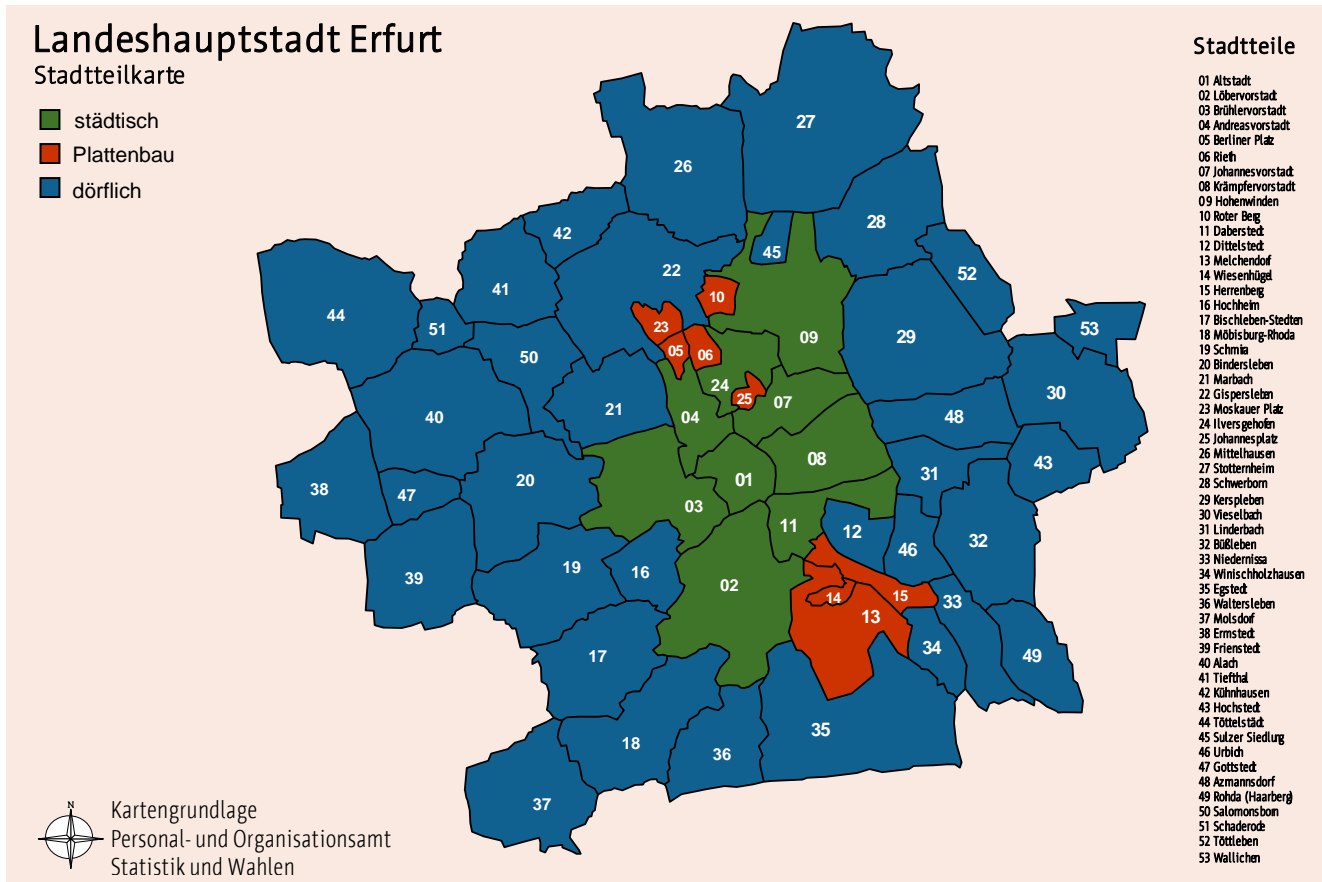 Landeshauptstadt Erfurt
Stadtteilkarte
städtisch
Plattenbau
dörflich
Stadtteile
01 Altstadt
02 Löbervorstadt
03 Brühlervorstadt
04 Andreasvorstadt
05 Berliner Platz
06 Rieth
07 Johannesvorstadt
08 Krämpfervorstadt
09 Hohenwinden
10 Roter Berg
11 Daberstedt
12 Dittelstedt
13 Melchendorf
14 Wiesenhügel
15 Herrenberg
16 Hochheim
17 Bischleben-Stedten
18 Möbisburg-Rhoda
19 Schmira
20 Bindersleben
21 Marbach
22 Gispersleben
23 Moskauer Platz
24 Ilversgehofen
25 Johannesplatz
26 Mittelhausen
27 Stotternheim
28 Schwerborn
29 Kerspleben
30 Vieselbach
31 Linderbach
32 Büßleben
33 Niedernissa
34 Winischholzhausen
35 Egstedt
36 Waltersleben
37 Molsdorf
38 Ermstedt
39 Frienstedt
40 Alach
41 Tiefthal
42 Kühnhausen
43 Hochstedt
44 Töttelstädt
45 Sulzer Siedlung
46 Urbich
47 Gottstedt
48 Azmannsdorf
49 Rohda (Haarberg)
50 Salomonsborn
51 Schaderode
52 Töttleben
53 Wallichen
27
26
28
42
45
22
52
41
10
44
23
53
51
09
29
05
06
50
24
30
25
07
21
48
40
04
08
43
31
01
20
38
47
03
11
12
32
46
19
16
39
02
15
14
33
13
34
17
49
35
18
36
37
N
Kartengrundlage
Personal- und Organisationsamt
Statistik und Wahlen